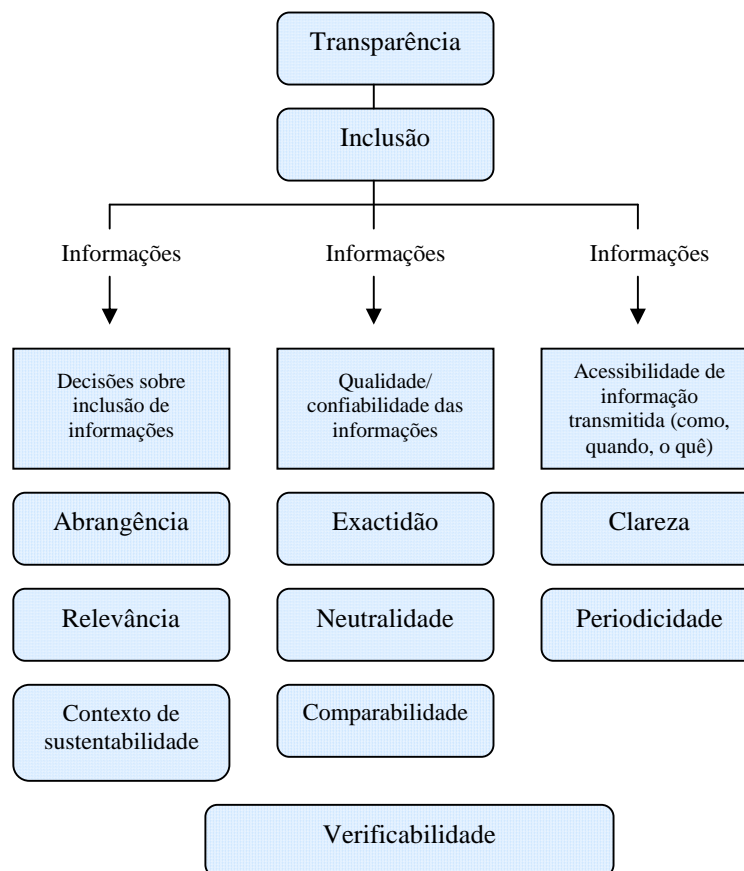 Transparência
Inclusão
Informações
Informações
Informações
Decisões sobre
inclusão de
informações
Qualidade/
confiabilidade das
informações
Acessibilidade de
informação
transmitida (como,
quando, o quê)
Abrangência
Exactidão
Clareza
Relevância
Neutralidade
Periodicidade
Contexto de
sustentabilidade
Comparabilidade
Verificabilidade